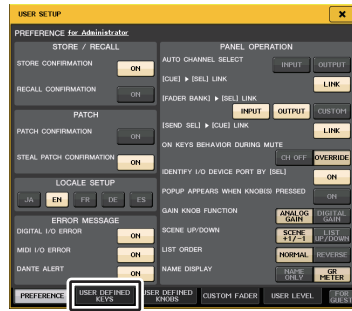 USER SETUP
PREFERENCE for Administrator
STORE / RECALL
STORE CONFIRMATION ON
RECALL CONFIRMATION ON
PATCH
PATCH CONFIRMATION ON
STEAL PATCH CONFIRMATION ON
LOCALE SETUP
JA EN FR DE ES
ERROR MESSAGE
DIGITAL I/O ERROR ON
MIDI I/O ERROR ON
DANTE ALERT ON
PANEL OPERATION
AUTO CHANNEL SELECT INPUT OUTPUT
[CUE] ▶ [SEL] LINK LINK
[FADER BANK] ▶ [SEL] LINK
INPUT OUTPUT CUSTOM
[SEND SEL] ▶ [CUE] LINK LINK
ON KEYS BEHAVIOR DURING MUTE
CH OFF OVERRIDE
IDENTIFY I/O DEVICE PORT BY [SEL]
ON
POPUP APPEARS WHEN KNOB(S) PRESSED
ON
GAIN KNOB FUNCTION ANALOG GAIN DIGITAL GAIN
SCENE UP/DOWN SCENE +1/-1 LIST UP/DOWN
LIST ORDER NORMAL REVERSE
NAME DISPLAY NAME ONLY GR METER
PREFERENCE
USER DEFINED
KEYS
USER DEFINED
KNOBS
CUSTOM FADER
USER LEVEL
FOR
GUEST